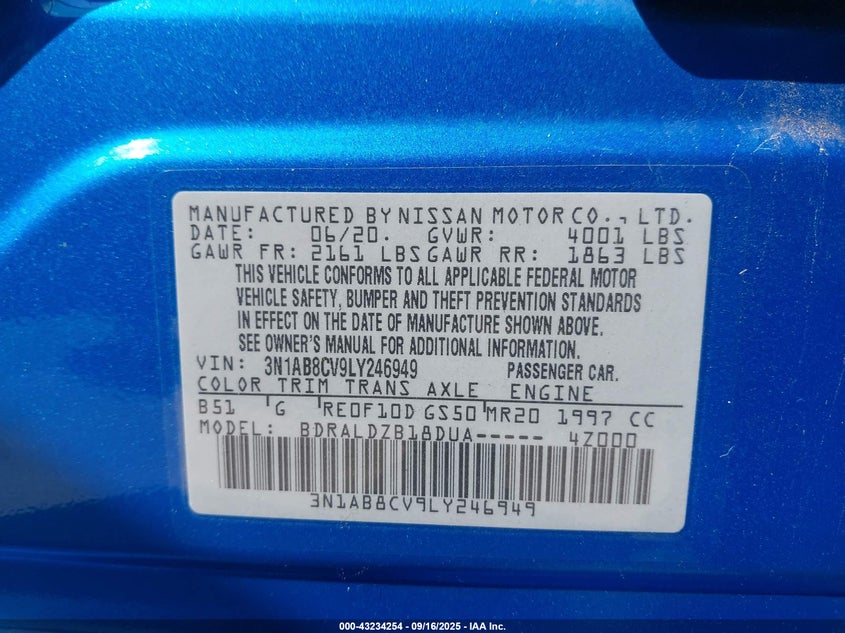 MANUFACTURED BY NISSAN MOTOR CO., LTD.
DATE: 06/20. GVWR: 4001 LBS
GAWR FR: 2161 LBS GAWR RR: 1863 LBS
THIS VEHICLE CONFORMS TO ALL APPLICABLE FEDERAL MOTOR
VEHICLE SAFETY, BUMPER AND THEFT PREVENTION STANDARDS
IN EFFECT ON THE DATE OF MANUFACTURE SHOWN ABOVE.
SEE OWNER'S MANUAL FOR ADDITIONAL INFORMATION.
VIN: 3N1AB8CV9LY246949 PASSENGER CAR.
COLOR TRIM TRANS AXLE ENGINE
B51 G RE0F10D GS50 MR20 1997 CC
MODEL: BDRALDZB18DUA----- 4Z000
3N1AB8CV9LY246949
000-43234254 - 09/16/2025 - IAA Inc.